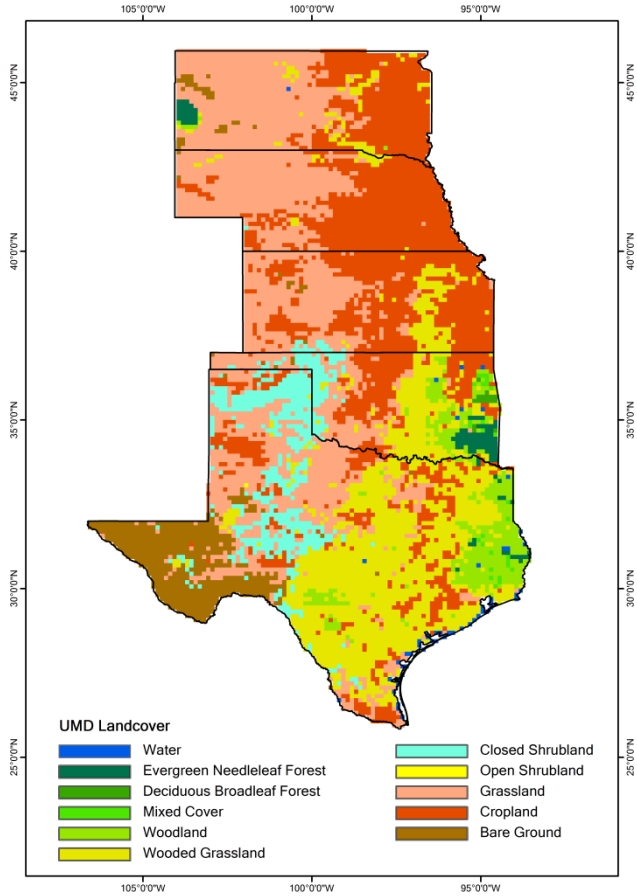 105°0'0"W 100°0'0"W 95°0'0"W
45°0'0"N 45°0'0"N
40°0'0"N 40°0'0"N
35°0'0"N 35°0'0"N
30°0'0"N 30°0'0"N
25°0'0"N 25°0'0"N
UMD Landcover
Water Closed Shrubland
Evergreen Needleleaf Forest Open Shrubland
Deciduous Broadleaf Forest Grassland
Mixed Cover Cropland
Woodland Bare Ground
Wooded Grassland
105°0'0"W 100°0'0"W 95°0'0"W